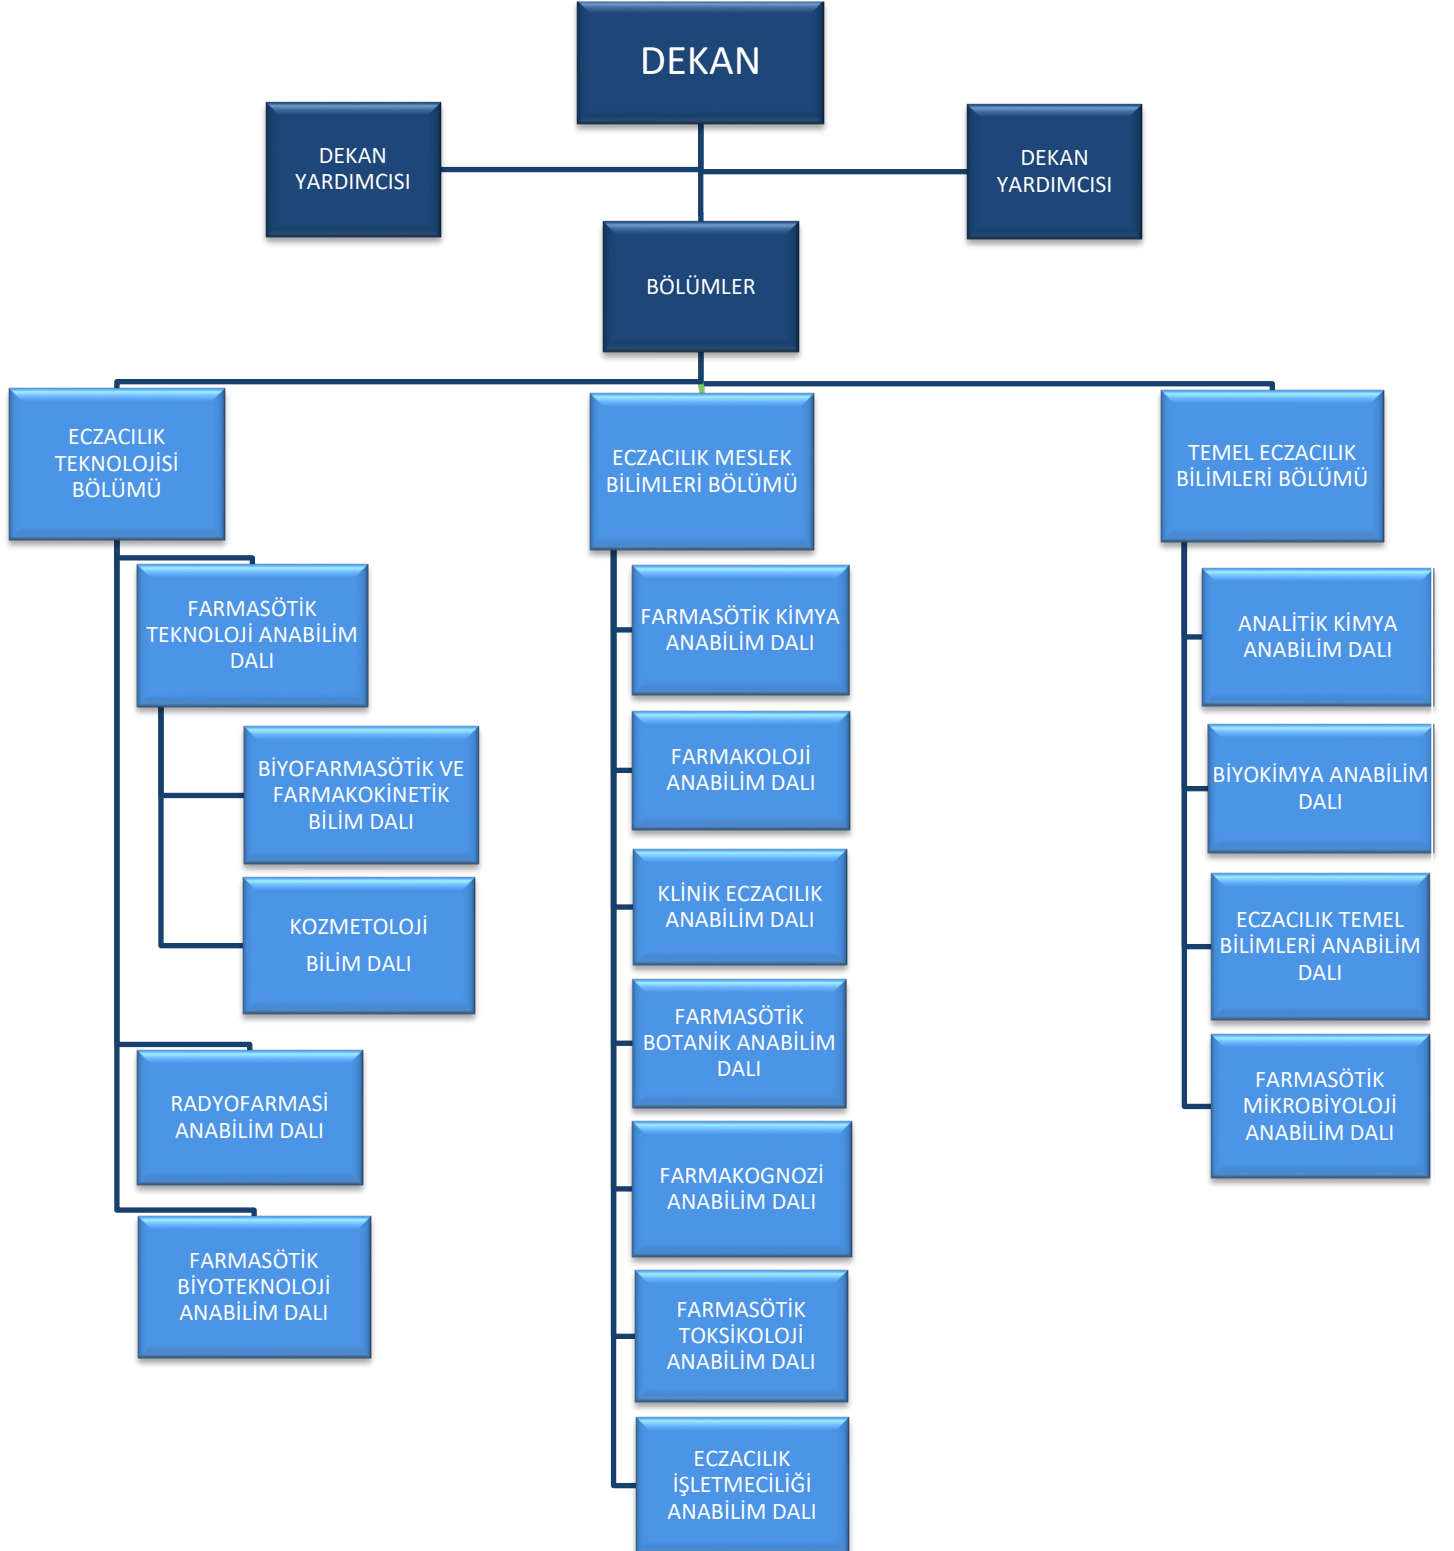 DEKAN
DEKAN
YARDIMCISI
DEKAN
YARDIMCISI
BÖLÜMLER
ECZACILIK
TEKNOLOJİSİ
BÖLÜMÜ
FARMASÖTİK
TEKNOLOJİ ANABİLİM
DALI
BİYOFARMASÖTİK VE
FARMAKOKİNETİK
BİLİM DALI
KOZMETOLOJİ
BİLİM DALI
RADYOFARMASİ
ANABİLİM DALI
FARMASÖTİK
BİYOTEKNOLOJİ
ANABİLİM DALI
ECZACILIK MESLEK
BİLİMLERİ BÖLÜMÜ
FARMASÖTİK KİMYA
ANABİLİM DALI
FARMAKOLOJİ
ANABİLİM DALI
KLİNİK ECZACILIK
ANABİLİM DALI
FARMASÖTİK
BOTANİK ANABİLİM
DALI
FARMAKOGNOZİ
ANABİLİM DALI
FARMASÖTİK
TOKSİKOLOJİ
ANABİLİM DALI
ECZACILIK
İŞLETMECİLİĞİ
ANABİLİM DALI
TEMEL ECZACILIK
BİLİMLERİ BÖLÜMÜ
ANALİTİK KİMYA
ANABİLİM DALI
BİYOKİMYA ANABİLİM
DALI
ECZACILIK TEMEL
BİLİMLERİ ANABİLİM
DALI
FARMASÖTİK
MİKROBİYOLOJİ
ANABİLİM DALI